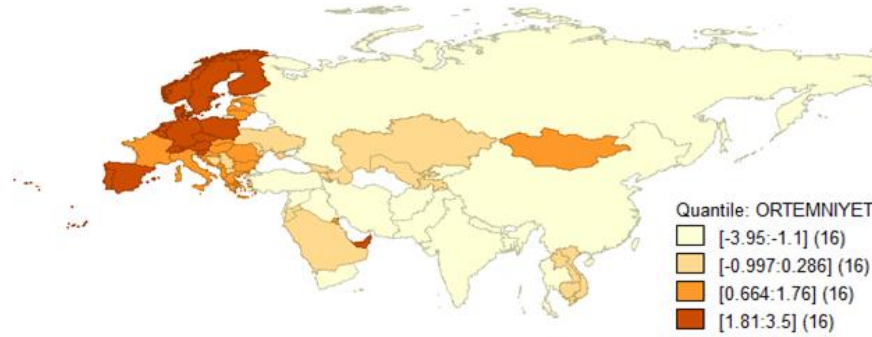 Quantile: ORTEMNIYET
[-3.95:-1.1] (16)
[-0.997:0.286] (16)
[0.664:1.76] (16)
[1.81:3.5] (16)